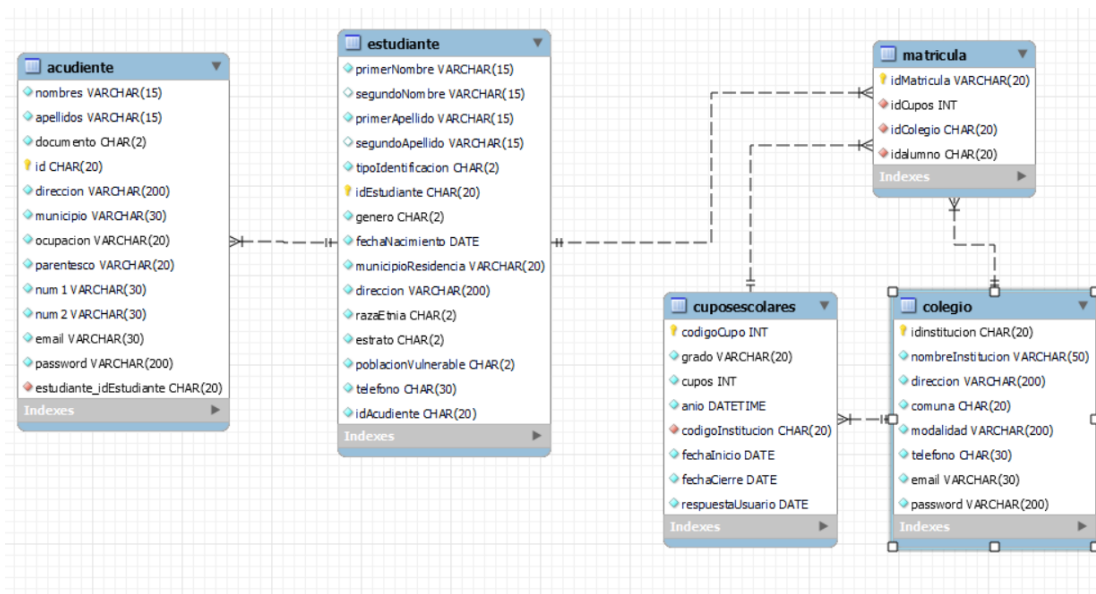 acudiente
nombres VARCHAR(15)
apellidos VARCHAR(15)
documento CHAR(2)
id CHAR(20)
direccion VARCHAR(200)
municipio VARCHAR(30)
ocupacion VARCHAR(20)
parentesco VARCHAR(20)
num1 VARCHAR(30)
num2 VARCHAR(30)
email VARCHAR(30)
password VARCHAR(200)
estudiante_idEstudiante CHAR(20)
Indexes
estudiante
primerNombre VARCHAR(15)
segundoNombre VARCHAR(15)
primerApellido VARCHAR(15)
segundoApellido VARCHAR(15)
tipoIdentificacion CHAR(2)
idEstudiante CHAR(20)
genero CHAR(2)
fechaNacimiento DATE
municipioResidencia VARCHAR(20)
direccion VARCHAR(200)
razaEtnia CHAR(2)
estrato CHAR(2)
poblacionVulnerable CHAR(2)
telefono CHAR(30)
idAcudiente CHAR(20)
Indexes
matricula
idMatricula VARCHAR(20)
idCupos INT
idColegio CHAR(20)
idalumno CHAR(20)
Indexes
cuposescolares
codigoCupo INT
grado VARCHAR(20)
cupos INT
anio DATETIME
codigoInstitucion CHAR(20)
fechaInicio DATE
fechaCierre DATE
respuestaUsuario DATE
Indexes
colegio
idinstitucion CHAR(20)
nombreInstitucion VARCHAR(50)
direccion VARCHAR(200)
comuna CHAR(20)
modalidad VARCHAR(200)
telefono CHAR(30)
email VARCHAR(30)
password VARCHAR(200)
Indexes